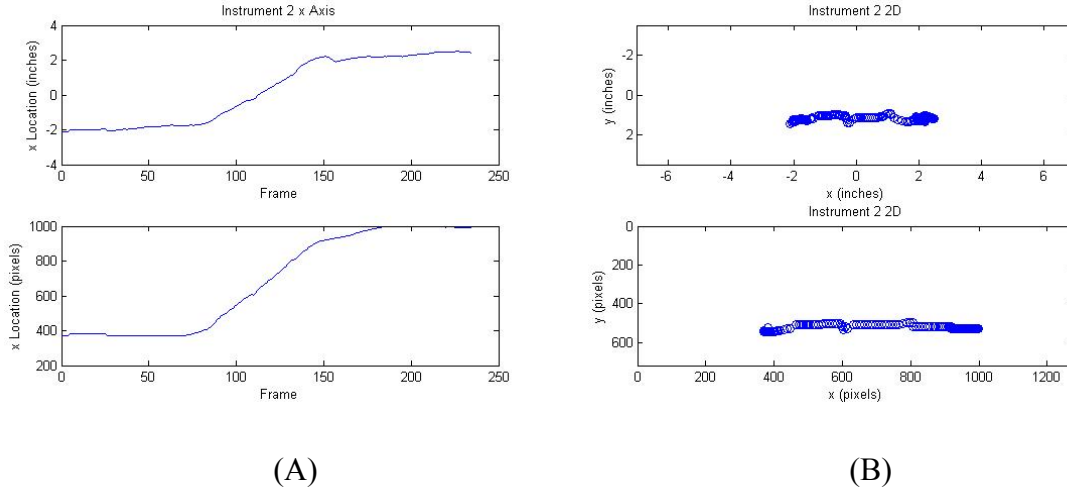 Instrument 2 x Axis
4
2
0
-2
-4
x Location (inches)
0 50 100 150 200 250
Frame
1000
800
600
400
200
x Location (pixels)
0 50 100 150 200 250
Frame
(A)
Instrument 2 2D
-2
0
2
y (inches)
-6 -4 -2 0 2 4 6
x (inches)
Instrument 2 2D
0
200
400
600
y (pixels)
0 200 400 600 800 1000 1200
x (pixels)
(B)